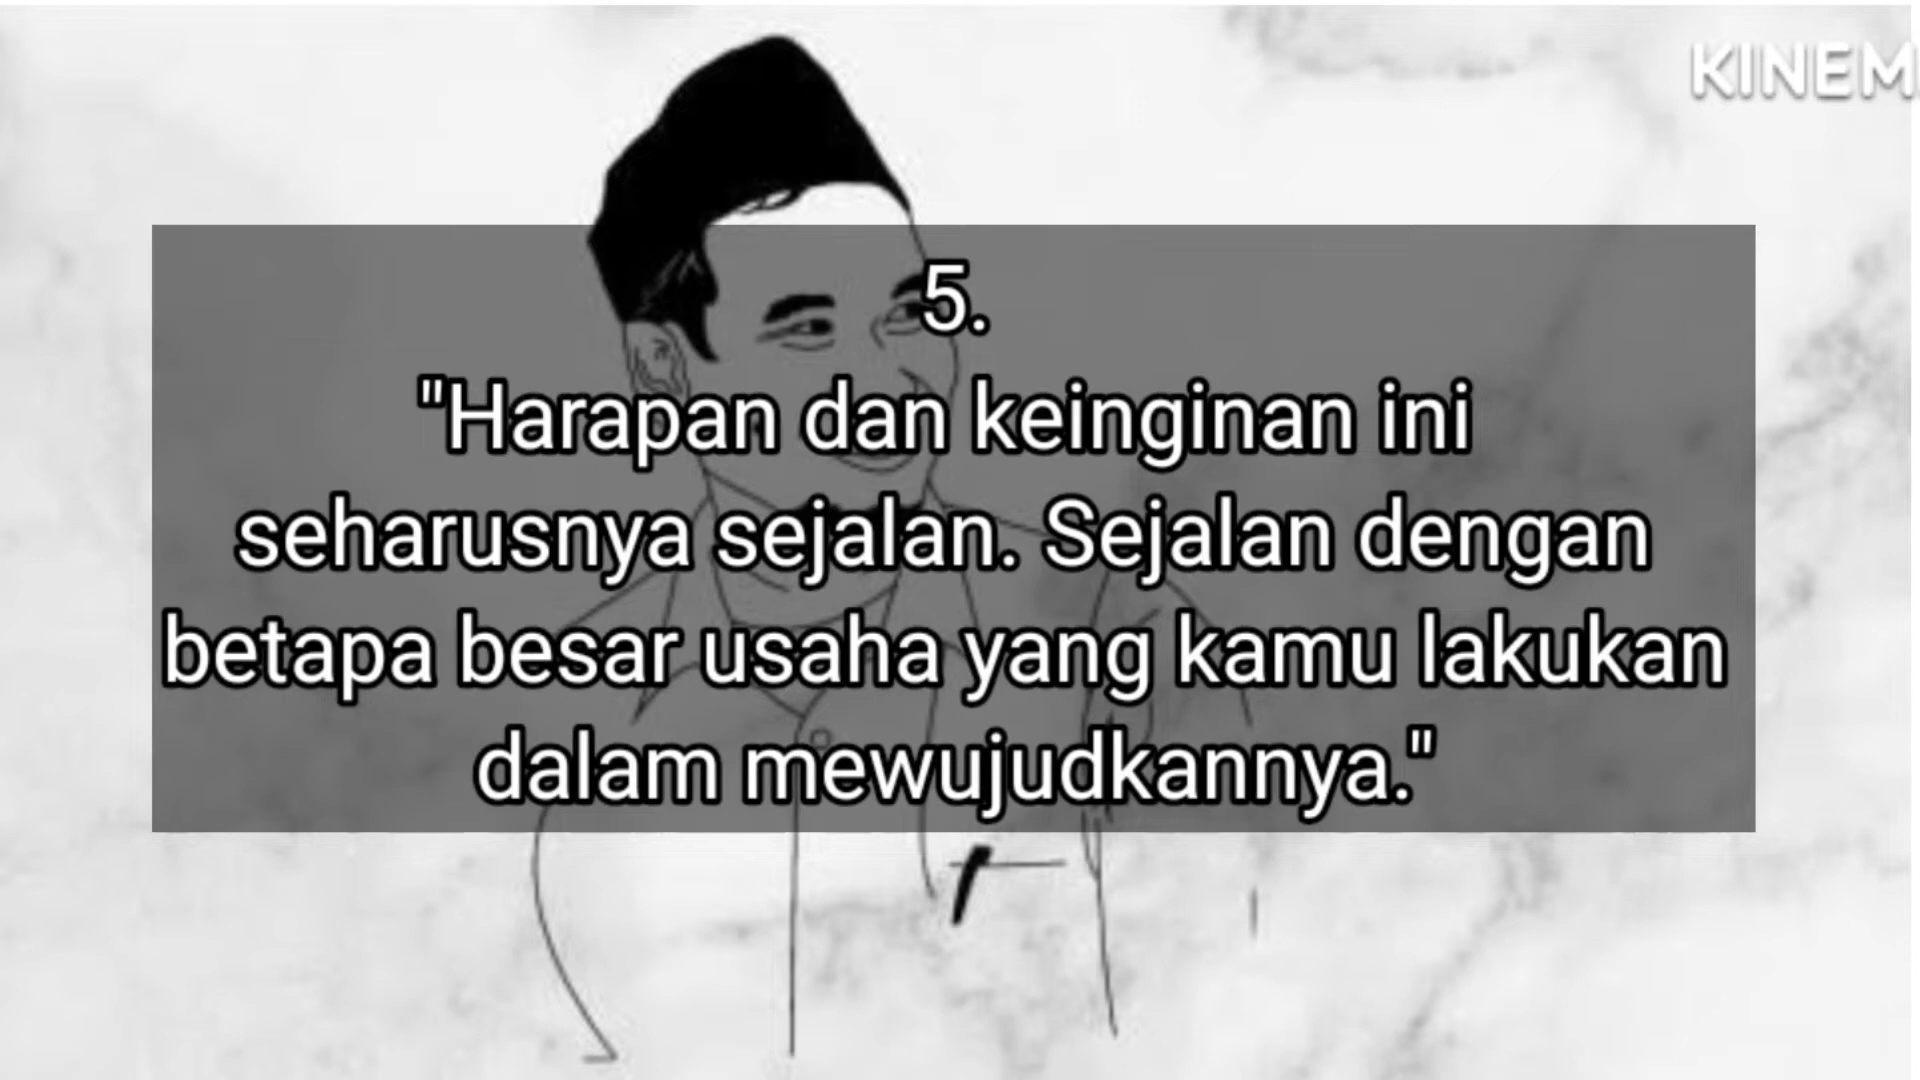 KINEM
5.
"Harapan dan keinginan ini
seharusnya sejalan. Sejalan dengan
betapa besar usaha yang kamu lakukan
dalam mewujudkannya."